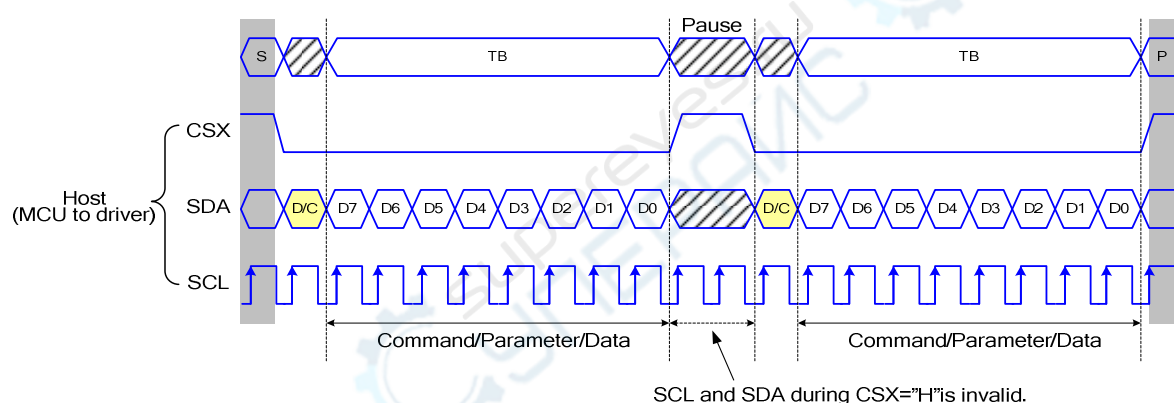 Pause
S TB TB P
CSX
SDA D/C D7 D6 D5 D4 D3 D2 D1 D0 D/C D7 D6 D5 D4 D3 D2 D1 D0
Host
(MCU to driver)
SCL
Command/Parameter/Data Command/Parameter/Data
SCL and SDA during CSX="H"is invalid.